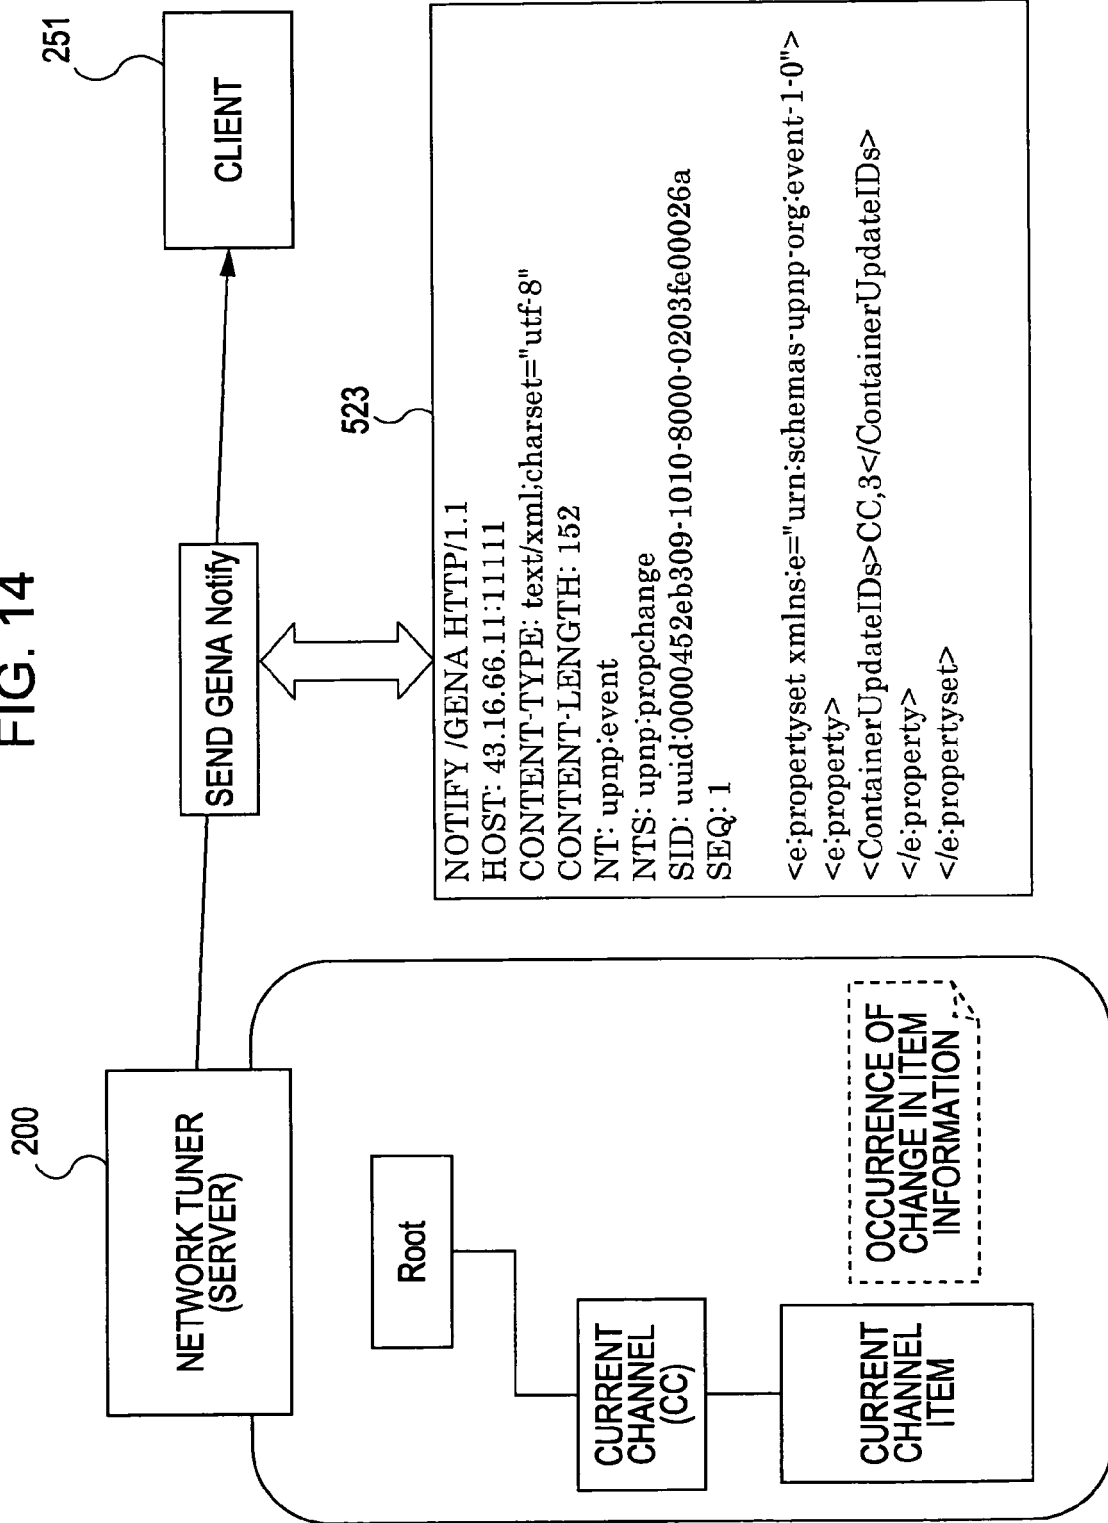 FIG. 14
200
NETWORK TUNER
(SERVER)
SEND GENA Notify
251
CLIENT
Root
CURRENT
CHANNEL
(CC)
CURRENT
CHANNEL
ITEM
OCCURRENCE OF
CHANGE IN ITEM
INFORMATION
523
NOTIFY /GENA HTTP/1.1
HOST: 43.16.66.11:11111
CONTENT-TYPE: text/xml;charset="utf-8"
CONTENT-LENGTH: 152
NT: upnp:event
NTS: upnp:propchange
SID: uuid:0000452eb309-1010-8000-0203fe00026a
SEQ: 1
<e:propertyset xmlns:e="urn:schemas-upnp-org:event-1-0">
<e:property>
<ContainerUpdateIDs>CC,3</ContainerUpdateIDs>
</e:property>
</e:propertyset>